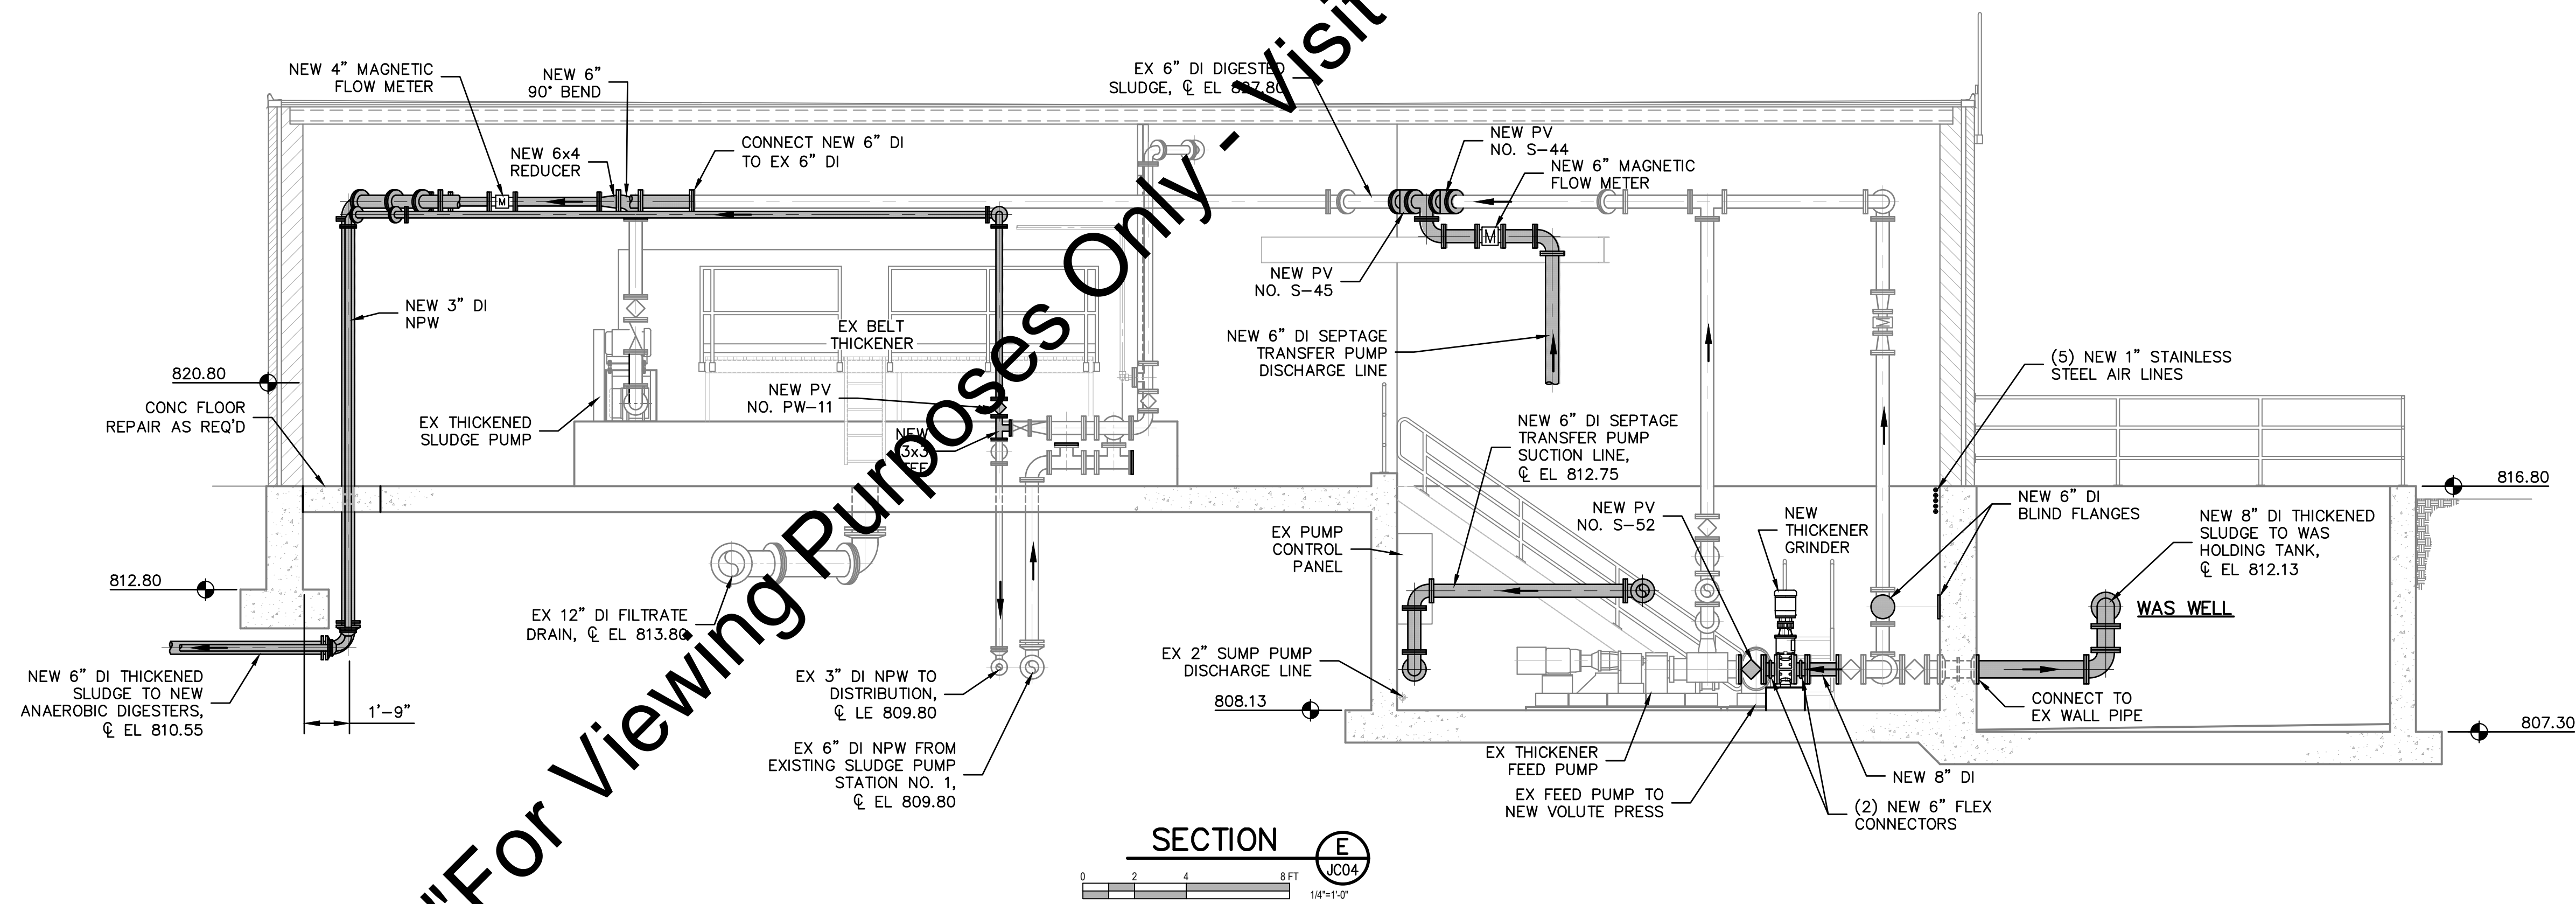 NEW 4” MAGNETIC
FLOW METER
NEW 6”
90° BEND
NEW 6x4
REDUCER
CONNECT NEW 6” DI
TO EX 6” DI
EX 6” DI DIGESTED
SLUDGE, ℄ EL 827.80
NEW PV
NO. S-44
NEW 6” MAGNETIC
FLOW METER
M
M
M
NEW PV
NO. S-45
NEW 3” DI
NPW
EX BELT
THICKENER
NEW 6” DI SEPTAGE
TRANSFER PUMP
DISCHARGE LINE
(5) NEW 1” STAINLESS
STEEL AIR LINES
820.80
CONC FLOOR
REPAIR AS REQ'D
EX THICKENED
SLUDGE PUMP
NEW PV
NO. PW-11
NEW
3x3
TEE
NEW 6” DI SEPTAGE
TRANSFER PUMP
SUCTION LINE,
℄ EL 812.75
816.80
NEW PV
NO. S-52
NEW
THICKENER
GRINDER
NEW 6” DI
BLIND FLANGES
NEW 8” DI THICKENED
SLUDGE TO WAS
HOLDING TANK,
℄ EL 812.13
EX PUMP
CONTROL
PANEL
812.80
WAS WELL
EX 12” DI FILTRATE
DRAIN, ℄ EL 813.80
NEW 6” DI THICKENED
SLUDGE TO NEW
ANAEROBIC DIGESTERS,
℄ EL 810.55
1'-9”
EX 3” DI NPW TO
DISTRIBUTION,
℄ LE 809.80
EX 2” SUMP PUMP
DISCHARGE LINE
808.13
CONNECT TO
EX WALL PIPE
807.30
EX 6” DI NPW FROM
EXISTING SLUDGE PUMP
STATION NO. 1,
℄ EL 809.80
EX THICKENER
FEED PUMP
EX FEED PUMP TO
NEW VOLUTE PRESS
NEW 8” DI
(2) NEW 6” FLEX
CONNECTORS
SECTION
E
JC04
0 2 4 8 FT
1/4"=1'-0"
"For Viewing Purposes Only - Visit